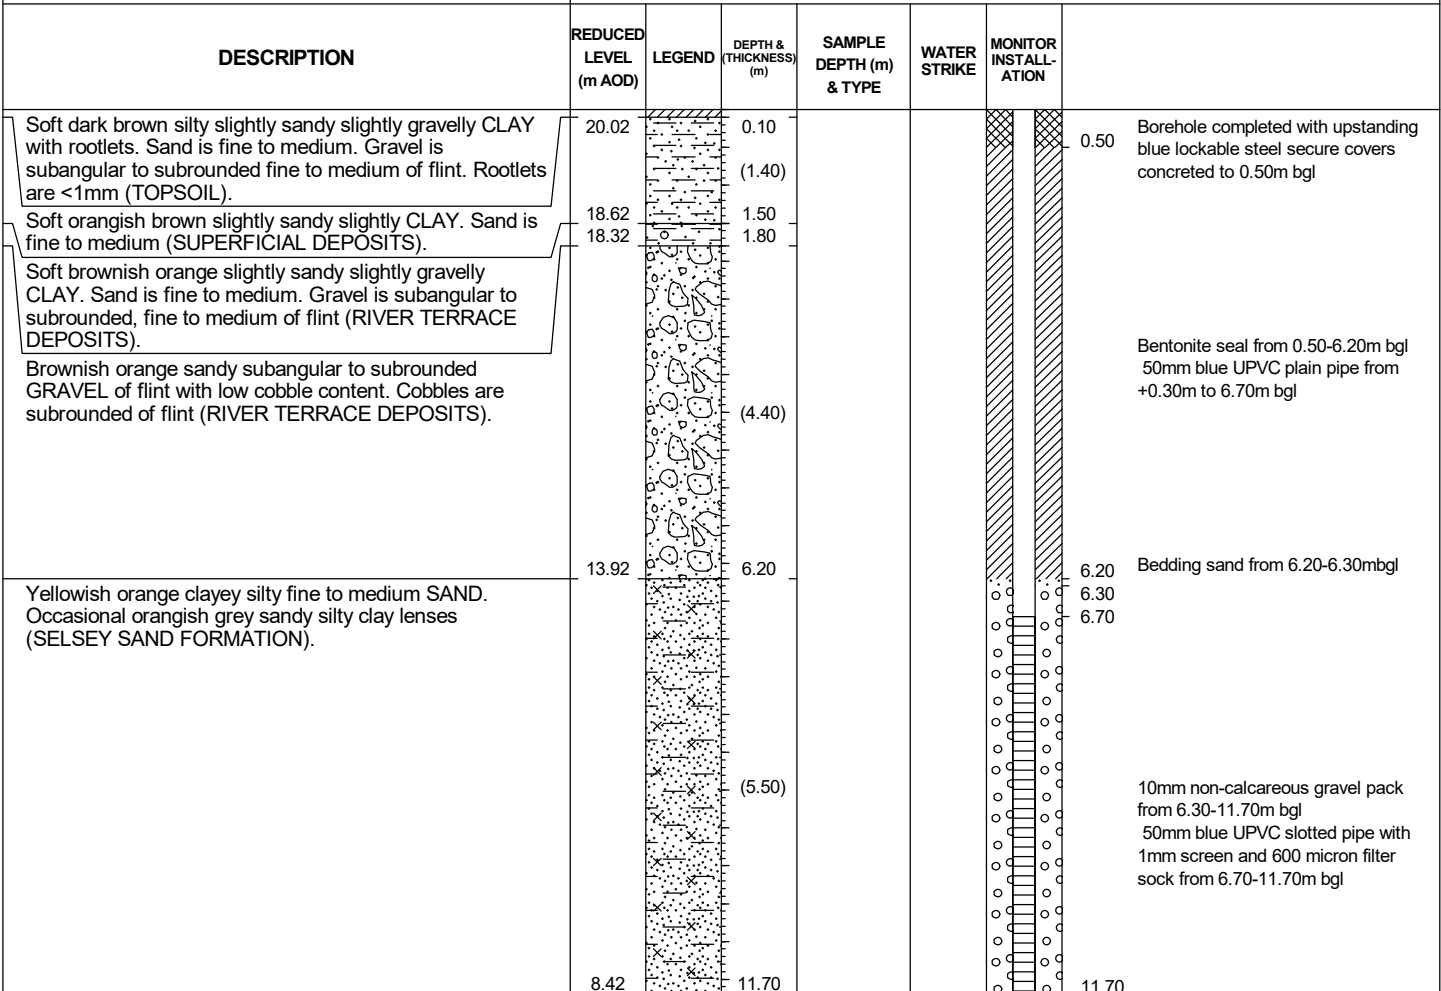 DESCRIPTION
REDUCED
LEVEL
(m AOD)
LEGEND
DEPTH &
(THICKNESS)
(m)
SAMPLE
DEPTH (m)
& TYPE
WATER
STRIKE
MONITOR
INSTALL-
ATION
Soft dark brown silty slightly sandy slightly gravelly CLAY
with rootlets. Sand is fine to medium. Gravel is
subangular to subrounded fine to medium of flint. Rootlets
are <1mm (TOPSOIL).
Soft orangish brown slightly sandy slightly CLAY. Sand is
fine to medium (SUPERFICIAL DEPOSITS).
Soft brownish orange slightly sandy slightly gravelly
CLAY. Sand is fine to medium. Gravel is subangular to
subrounded, fine to medium of flint (RIVER TERRACE
DEPOSITS).
Brownish orange sandy subangular to subrounded
GRAVEL of flint with low cobble content. Cobbles are
subrounded of flint (RIVER TERRACE DEPOSITS).
Yellowish orange clayey silty fine to medium SAND.
Occasional orangish grey sandy silty clay lenses
(SELSEY SAND FORMATION).
20.02
18.62
18.32
13.92
8.42
0.10
(1.40)
1.50
1.80
(4.40)
6.20
(5.50)
11.70
0.50
6.20
6.30
6.70
11.70
Borehole completed with upstanding
blue lockable steel secure covers
concreted to 0.50m bgl
Bentonite seal from 0.50-6.20m bgl
50mm blue UPVC plain pipe from
+0.30m to 6.70m bgl
Bedding sand from 6.20-6.30mbgl
10mm non-calcareous gravel pack
from 6.30-11.70m bgl
50mm blue UPVC slotted pipe with
1mm screen and 600 micron filter
sock from 6.70-11.70m bgl